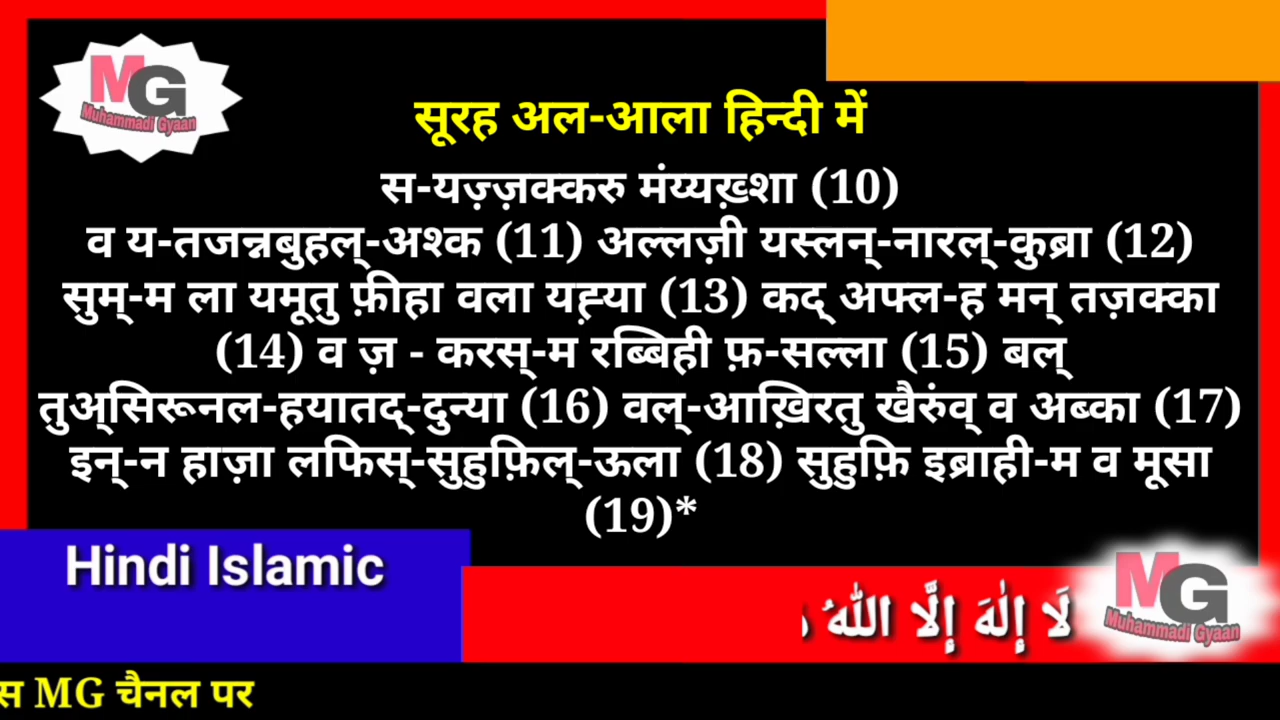 MG
Muhammadi Gyaan
सूरह अल-आला हिन्दी में
स-यज़्ज़क्करु मंय्यख़्शा (10)
व य-तजन्नबुहल्-अश्क (11) अल्लज़ी यस्लन्-नारल्-कुब्रा (12)
सुम्-म ला यमूतु फ़ीहा वला यह़्या (13) कद् अफ्ल-ह मन् तज़क्का
(14) व ज़ - करस्-म रब्बिही फ़-सल्ला (15) बल्
तुअ्सिरूनल-हयातद्-दुन्या (16) वल्-आख़िरतु खैरुंव् व अब्का (17)
इन्-न हाज़ा लफिस्-सुहुफ़िल्-ऊला (18) सुहुफ़ि इब्राही-म व मूसा
(19)*
Hindi Islamic
لَا إِلٰهَ إِلَّا اللهُ
MG
Muhammadi Gyaan
स MG चैनल पर